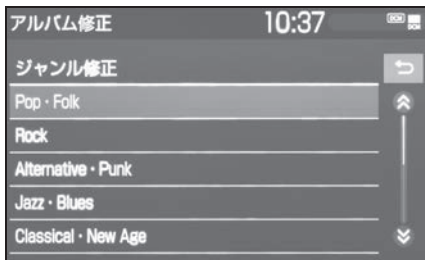 アルバム修正 10:37
ジャンル修正
Pop・Folk
Rock
Alternative・Punk
Jazz・Blues
Classical・New Age